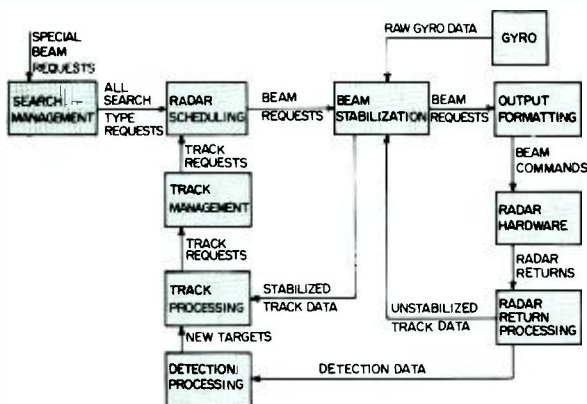 SPECIAL
BEAM
REQUESTS
SEARCH
MANAGEMENT
ALL
SEARCH
TYPE
REQUESTS
RADAR
SCHEDULING
BEAM
REQUESTS
BEAM
STABILIZATION
RAW GYRO DATA
GYRO
BEAM
REQUESTS
OUTPUT
FORMATTING
BEAM
COMMANDS
RADAR
HARDWARE
RADAR
RETURNS
RADAR
RETURN
PROCESSING
UNSTABILIZED
TRACK DATA
STABILIZED
TRACK DATA
TRACK
REQUESTS
TRACK
MANAGEMENT
TRACK
REQUESTS
TRACK
PROCESSING
NEW TARGETS
DETECTION
PROCESSING
DETECTION DATA